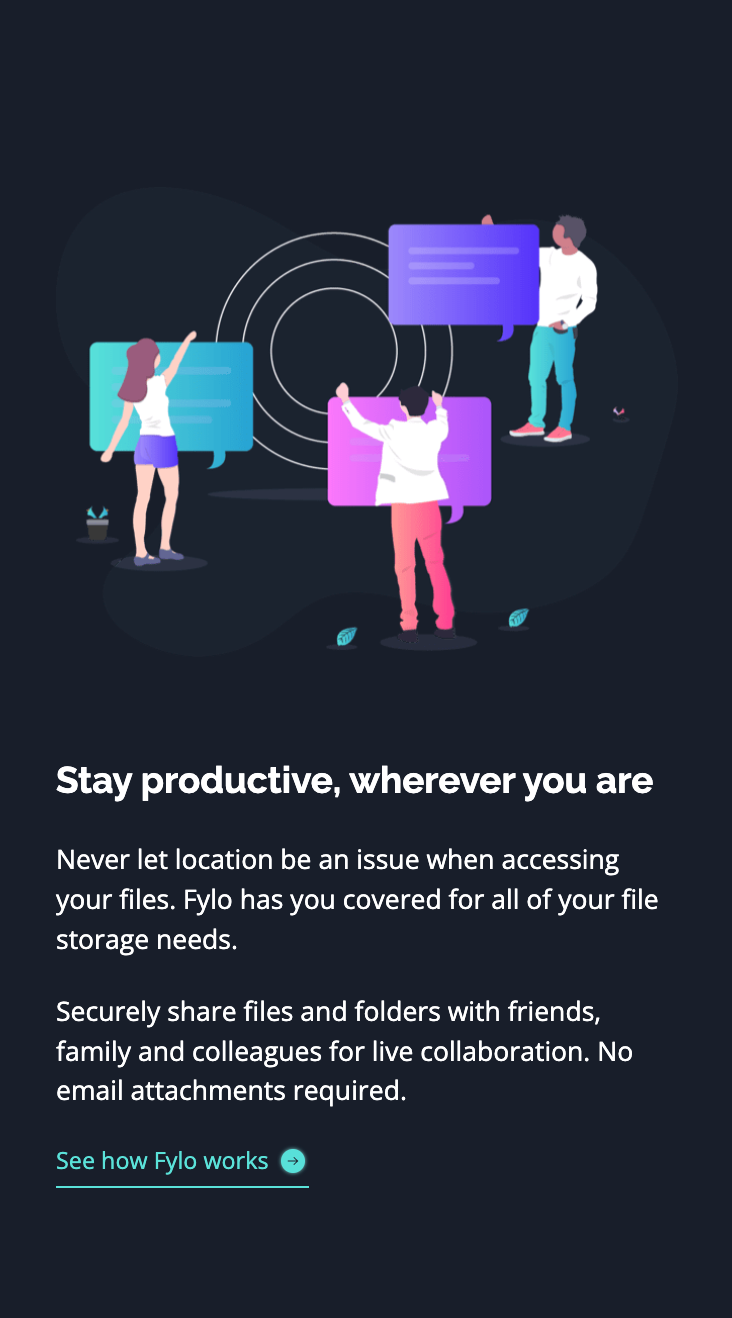 Stay productive, wherever you are
Never let location be an issue when accessing
your files. Fylo has you covered for all of your file
storage needs.
Securely share files and folders with friends,
family and colleagues for live collaboration. No
email attachments required.
See how Fylo works